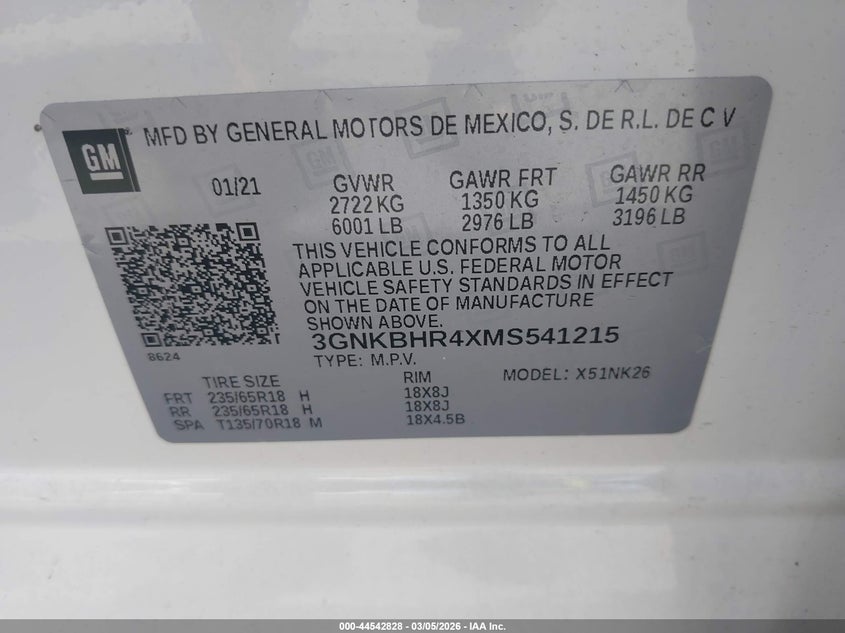 GM
MFD BY GENERAL MOTORS DE MEXICO, S. DE R.L. DE C V
01/21 GVWR GAWR FRT GAWR RR
2722 KG 1350 KG 1450 KG
6001 LB 2976 LB 3196 LB
THIS VEHICLE CONFORMS TO ALL
APPLICABLE U.S. FEDERAL MOTOR
VEHICLE SAFETY STANDARDS IN EFFECT
ON THE DATE OF MANUFACTURE
SHOWN ABOVE.
3GNKBHR4XMS541215
8624
TYPE: M.P.V.
TIRE SIZE RIM MODEL: X51NK26
FRT 235/65R18 H 18X8J
RR 235/65R18 H 18X8J
SPA T135/70R18 M 18X4.5B
000-44542828 - 03/05/2026 - IAA Inc.